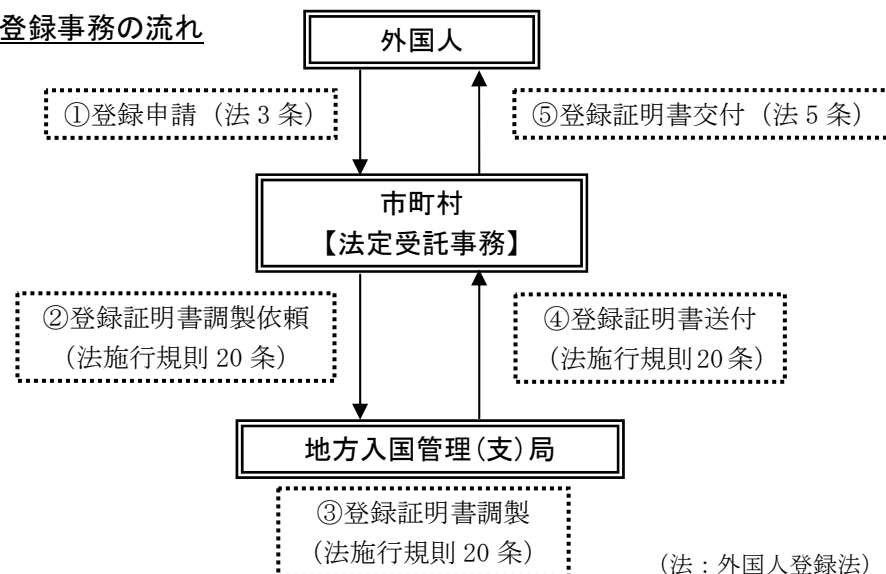 登録事務の流れ
外国人
①登録申請（法3条）
⑤登録証明書交付（法5条）
市町村
【法定受託事務】
②登録証明書調製依頼
（法施行規則20条）
④登録証明書送付
（法施行規則20条）
地方入国管理(支)局
③登録証明書調製
（法施行規則20条）
（法：外国人登録法）